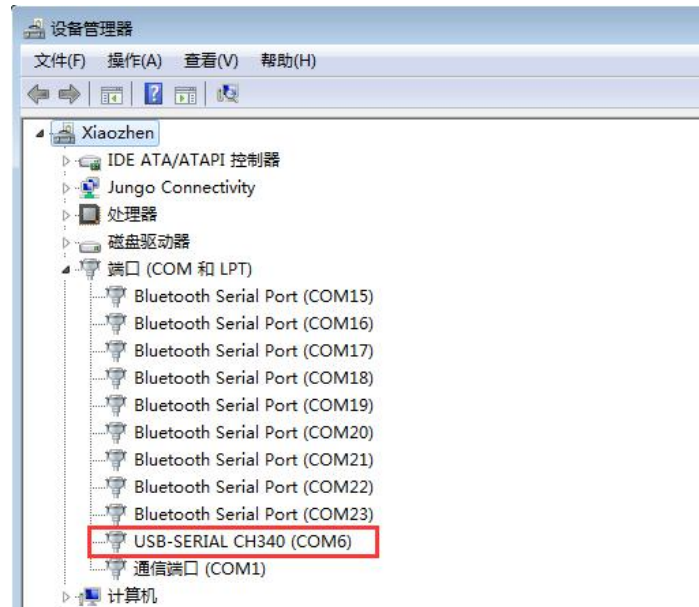 设备管理器
文件(F) 操作(A) 查看(V) 帮助(H)
Xiaozhen
IDE ATA/ATAPI 控制器
Jungo Connectivity
处理器
磁盘驱动器
端口 (COM 和 LPT)
Bluetooth Serial Port (COM15)
Bluetooth Serial Port (COM16)
Bluetooth Serial Port (COM17)
Bluetooth Serial Port (COM18)
Bluetooth Serial Port (COM19)
Bluetooth Serial Port (COM20)
Bluetooth Serial Port (COM21)
Bluetooth Serial Port (COM22)
Bluetooth Serial Port (COM23)
USB-SERIAL CH340 (COM6)
通信端口 (COM1)
计算机